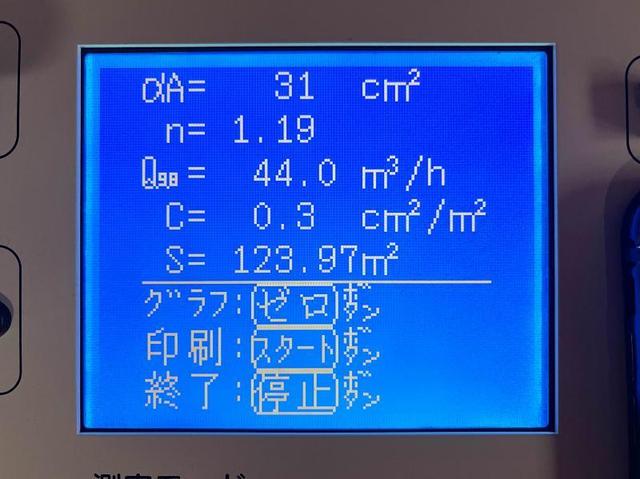 αA= 31 cm²
n= 1.19
Q₉.₈= 44.0 m³/h
C= 0.3 cm²/m²
S= 123.97m²
グラフ:ゼロボタン
印刷:スタートボタン
終了:停止ボタン